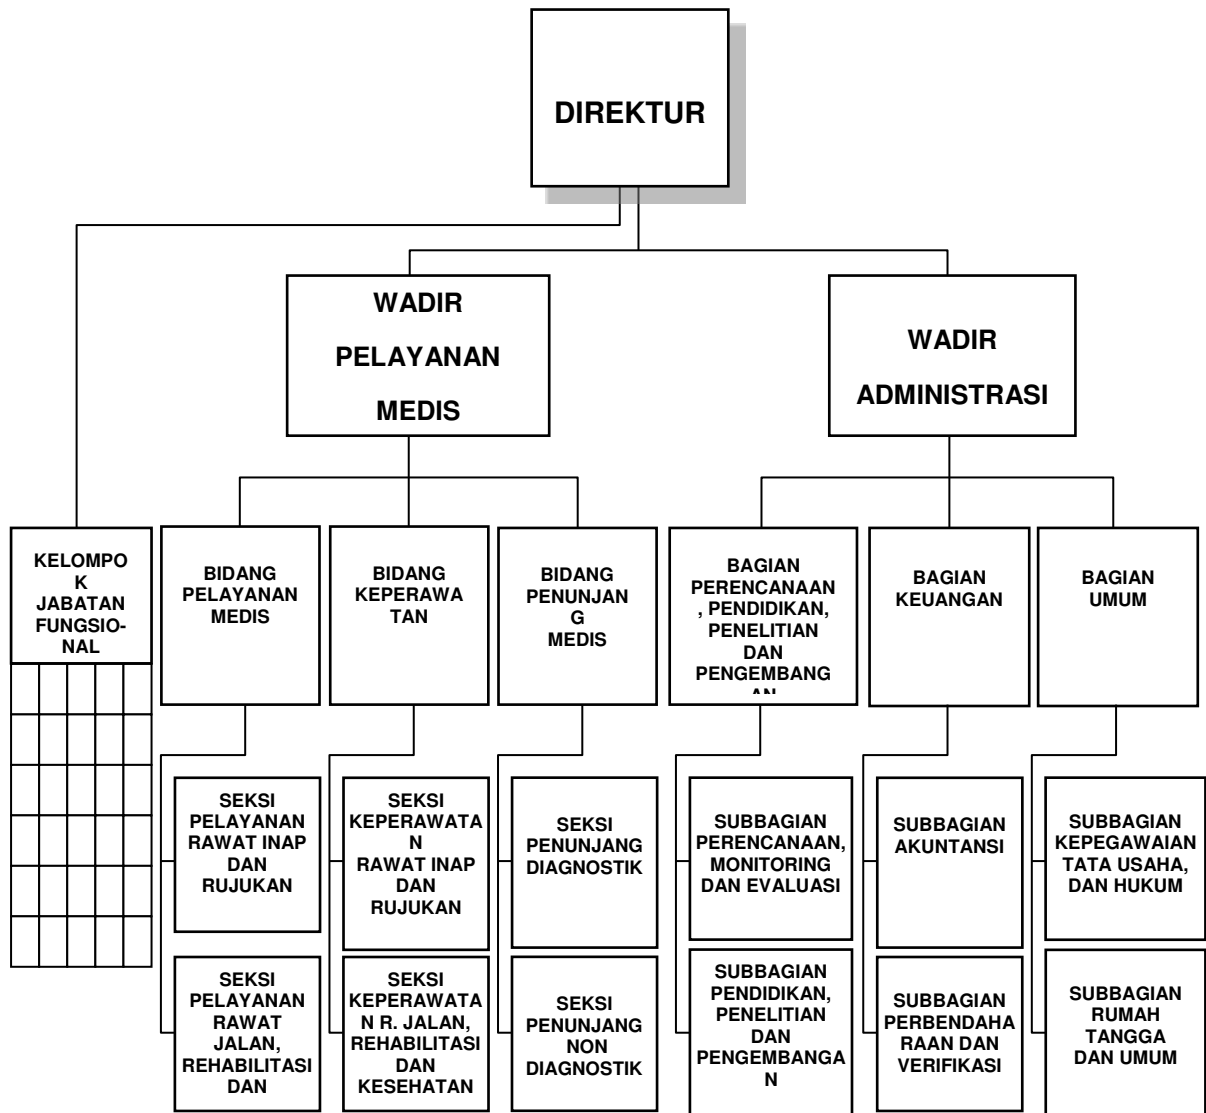 DIREKTUR
WADIR
PELAYANAN
MEDIS
WADIR
ADMINISTRASI
KELOMPO
K
JABATAN
FUNGSIO-
NAL
BIDANG
PELAYANAN
MEDIS
BIDANG
KEPERAWA
TAN
BIDANG
PENUNJAN
G
MEDIS
BAGIAN
PERENCANAAN
, PENDIDIKAN,
PENELITIAN
DAN
PENGEMBANG
AN
BAGIAN
KEUANGAN
BAGIAN
UMUM
SEKSI
PELAYANAN
RAWAT INAP
DAN
RUJUKAN
SEKSI
KEPERAWATA
N
RAWAT INAP
DAN
RUJUKAN
SEKSI
PENUNJANG
DIAGNOSTIK
SUBBAGIAN
PERENCANAAN,
MONITORING
DAN EVALUASI
SUBBAGIAN
AKUNTANSI
SUBBAGIAN
KEPEGAWAIAN
TATA USAHA,
DAN HUKUM
SEKSI
PELAYANAN
RAWAT
JALAN,
REHABILITASI
DAN
SEKSI
KEPERAWATA
N R. JALAN,
REHABILITASI
DAN
KESEHATAN
SEKSI
PENUNJANG
NON
DIAGNOSTIK
SUBBAGIAN
PENDIDIKAN,
PENELITIAN
DAN
PENGEMBANGA
N
SUBBAGIAN
PERBENDAHA
RAAN DAN
VERIFIKASI
SUBBAGIAN
RUMAH
TANGGA
DAN UMUM